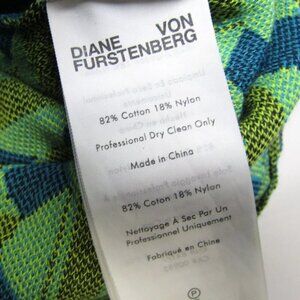 DIANE VON
FURSTENBERG
82% Cotton 18% Nylon
Professional Dry Clean Only
Made in China
82% Coton 18% Nylon
Nettoyage À Sec Par Un
Professionnel Uniquement
Fabriqué en Chine